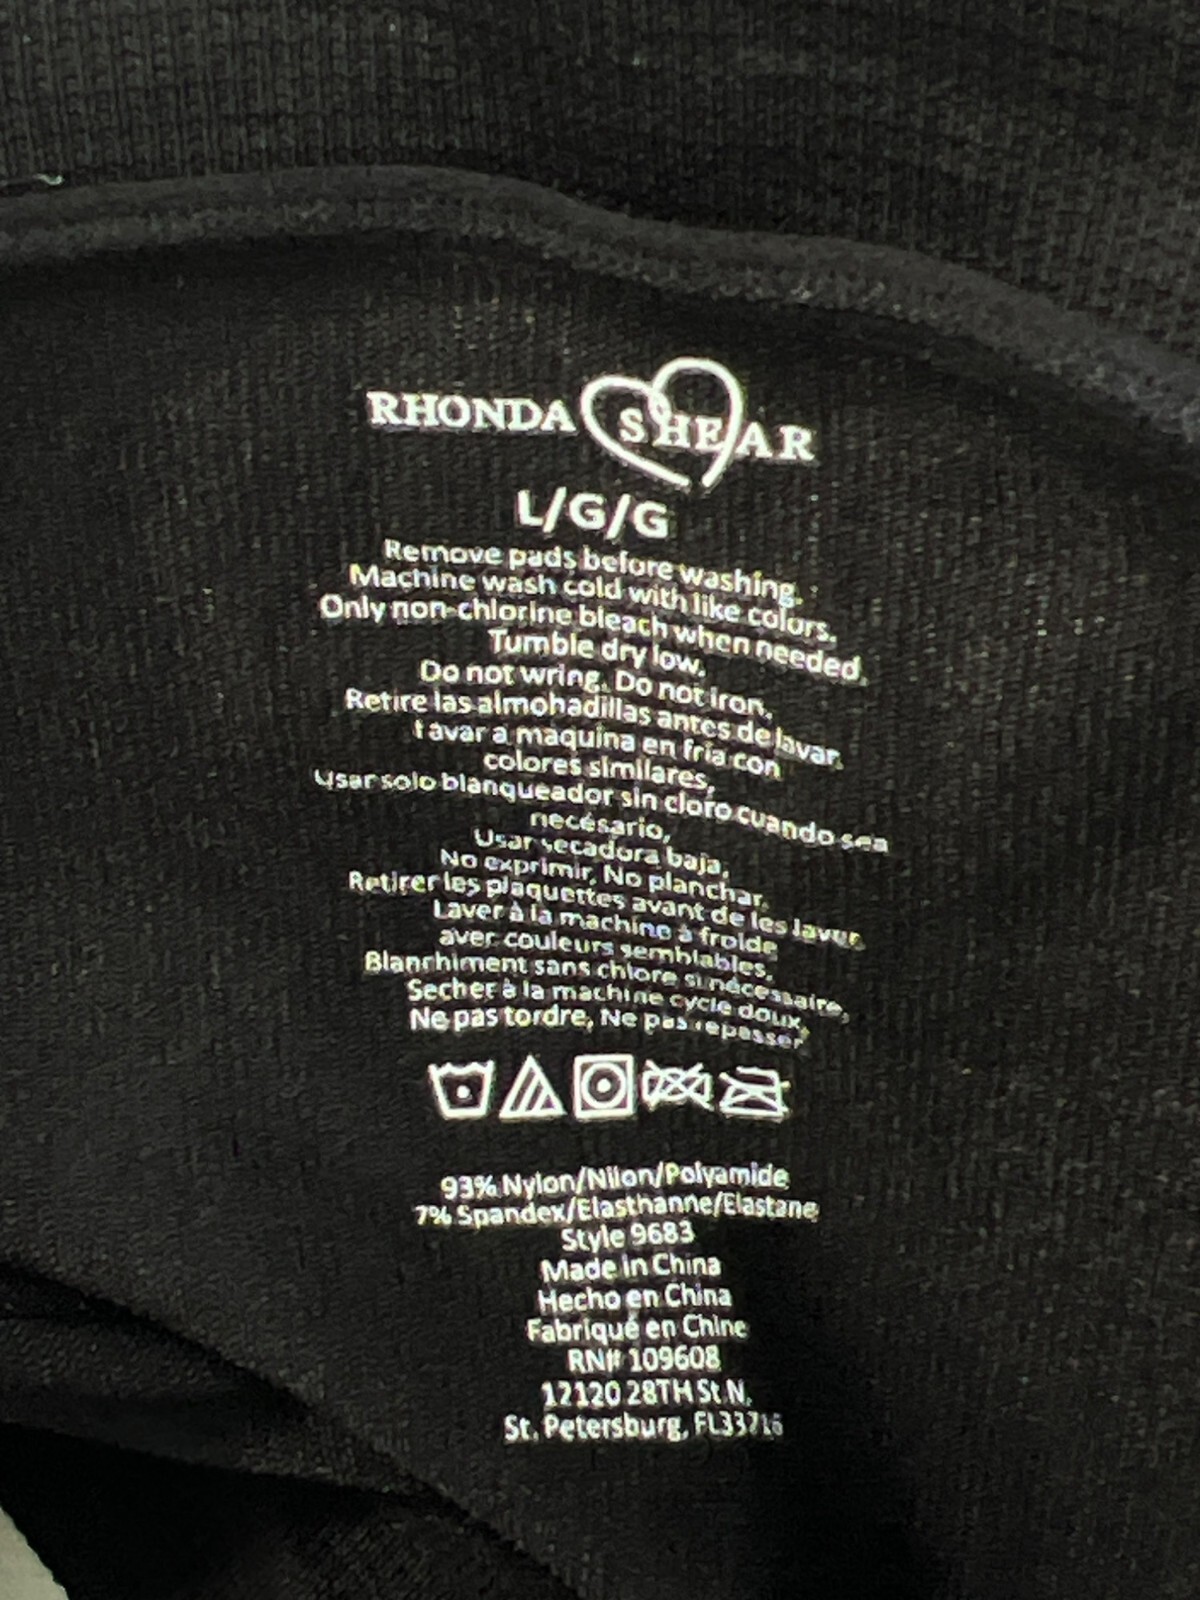 RHONDA SHEAR
L/G/G
Remove pads before washing.
Machine wash cold with like colors.
Only non-chlorine bleach when needed.
Tumble dry low.
Do not wring. Do not iron.
Retire las almohadillas antes de lavar.
Lavar a maquina en fria con
colores similares,
Usar solo blanqueador sin cloro cuando sea
necésario,
Usar secadora baja,
No exprimir, No planchar.
Retirer les plaquettes avant de les laver.
Laver à la machine à froide
aver couleurs semblables.
Blanchiment sans chlore si nécessaire,
Secher à la machine cycle doux,
Ne pas tordre, Ne pas repasser
93% Nylon/Nilon/Polyamide
7% Spandex/Elasthanne/Elastane
Style 9683
Made in China
Hecho en China
Fabriqué en Chine
RN# 109608
12120 28TH St.N.
St. Petersburg, FL33716